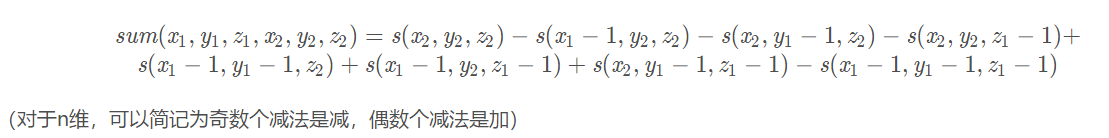 sum(x₁, y₁, z₁, x₂, y₂, z₂) = s(x₂, y₂, z₂) − s(x₁ − 1, y₂, z₂) − s(x₂, y₁ − 1, z₂) − s(x₂, y₂, z₁ − 1)+
s(x₁ − 1, y₁ − 1, z₂) + s(x₁ − 1, y₂, z₁ − 1) + s(x₂, y₁ − 1, z₁ − 1) − s(x₁ − 1, y₁ − 1, z₁ − 1)
(对于n维，可以简记为奇数个减法是减，偶数个减法是加)